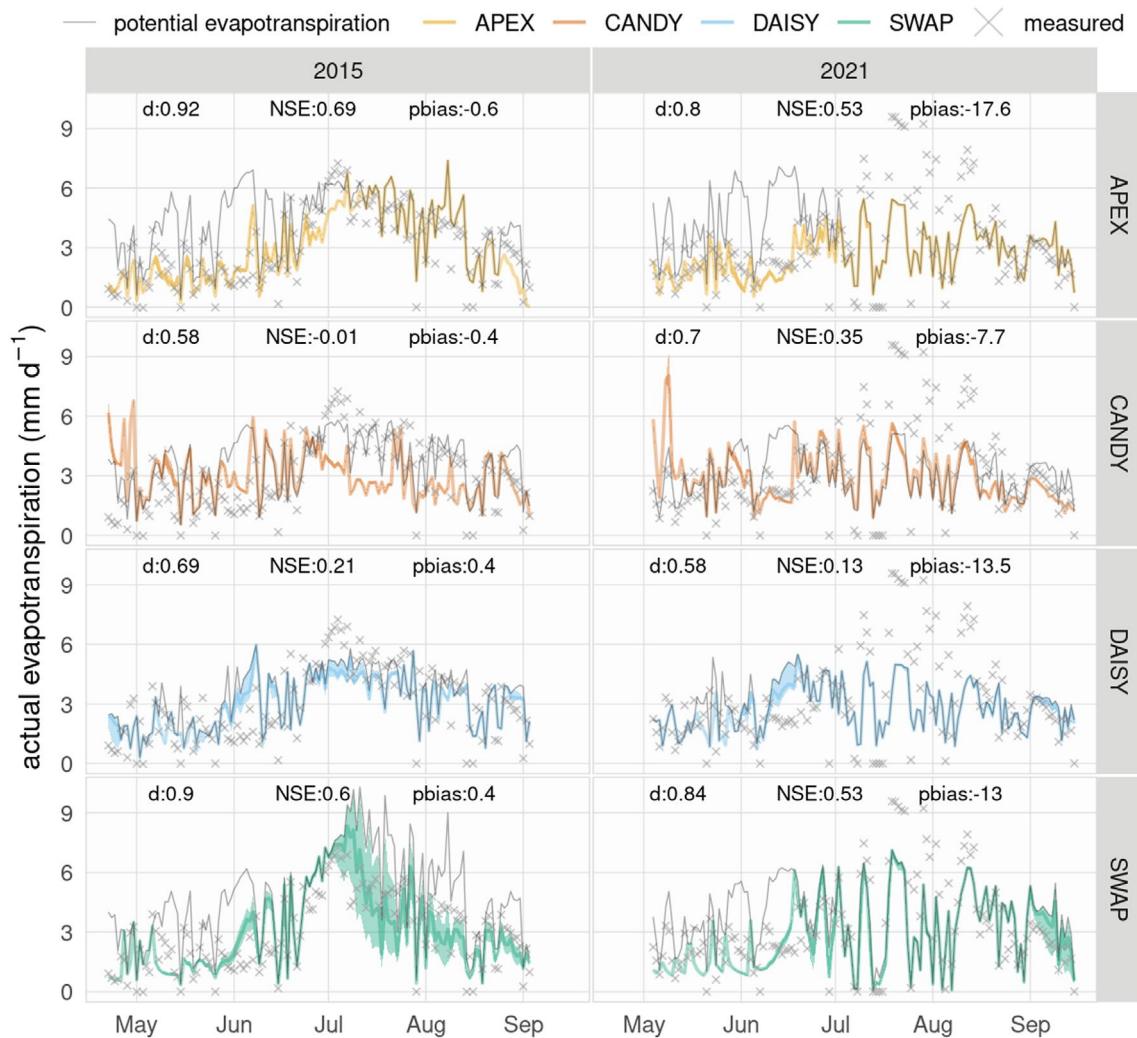 potential evapotranspiration APEX CANDY DAISY SWAP measured
2015 2021
actual evapotranspiration (mm d⁻¹)
d:0.92 NSE:0.69 pbias:-0.6 d:0.8 NSE:0.53 pbias:-17.6
9
6
3
0
APEX
d:0.58 NSE:-0.01 pbias:-0.4 d:0.7 NSE:0.35 pbias:-7.7
9
6
3
0
CANDY
d:0.69 NSE:0.21 pbias:0.4 d:0.58 NSE:0.13 pbias:-13.5
9
6
3
0
DAISY
d:0.9 NSE:0.6 pbias:0.4 d:0.84 NSE:0.53 pbias:-13
9
6
3
0
SWAP
May Jun Jul Aug Sep May Jun Jul Aug Sep